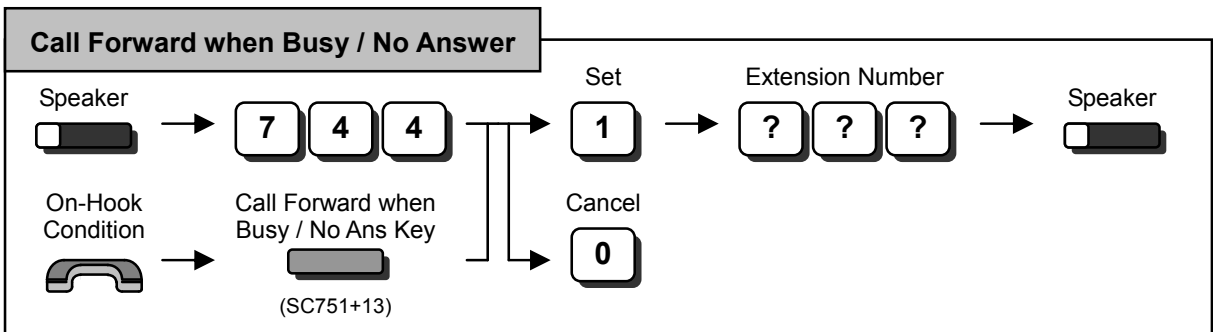 Call Forward when Busy / No Answer
Speaker
7 4 4
Set
1
Extension Number
? ? ?
Speaker
On-Hook
Condition
Call Forward when
Busy / No Ans Key
(SC751+13)
Cancel
0